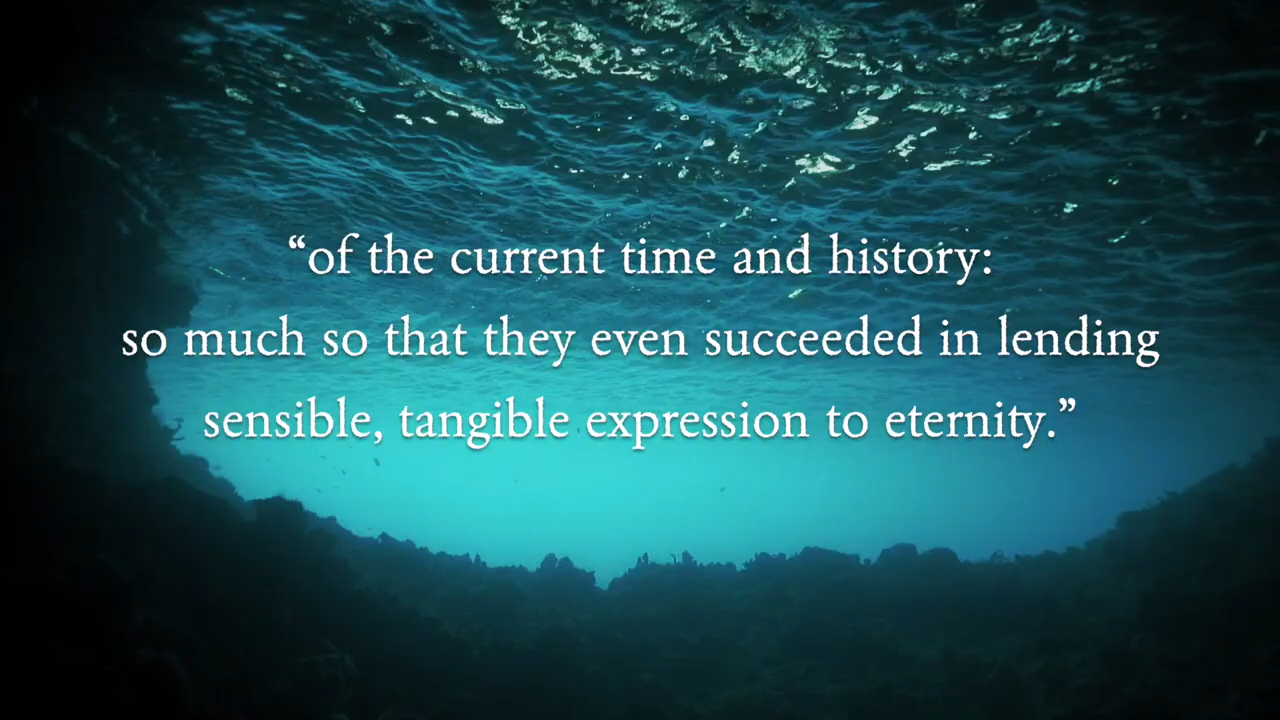 “of the current time and history:
so much so that they even succeeded in lending
sensible, tangible expression to eternity.”